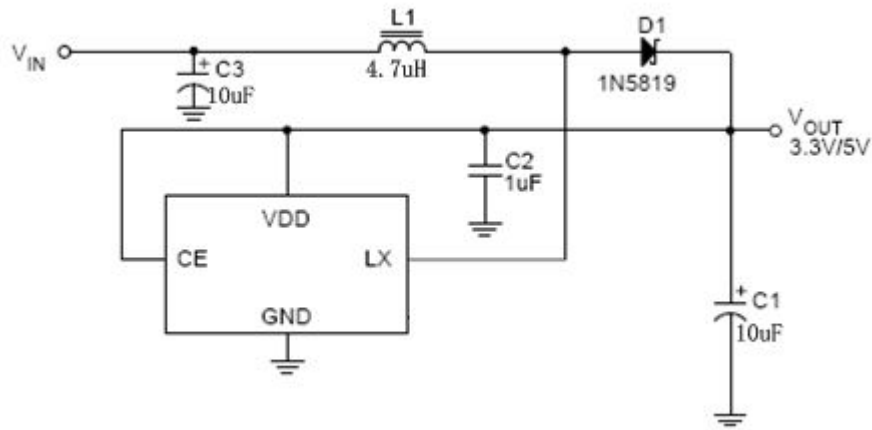 L1
D1
VIN
C3
10uF
4.7uH
1N5819
VOUT
3.3V/5V
C2
1uF
VDD
CE
LX
GND
C1
10uF